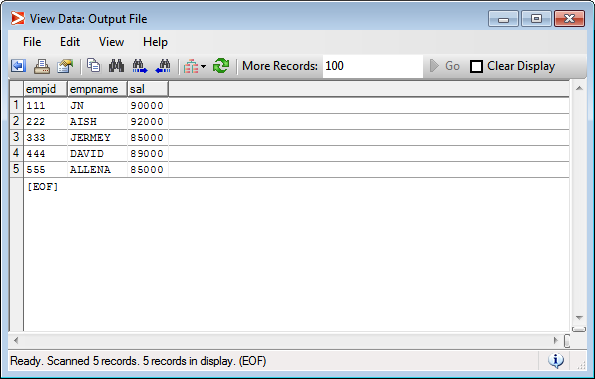 View Data: Output File
File Edit View Help
More Records: 100 Go Clear Display
empid empname sal
1 111 JN 90000
2 222 AISH 92000
3 333 JERMEY 85000
4 444 DAVID 89000
5 555 ALLENA 85000
[EOF]
Ready. Scanned 5 records. 5 records in display. (EOF)